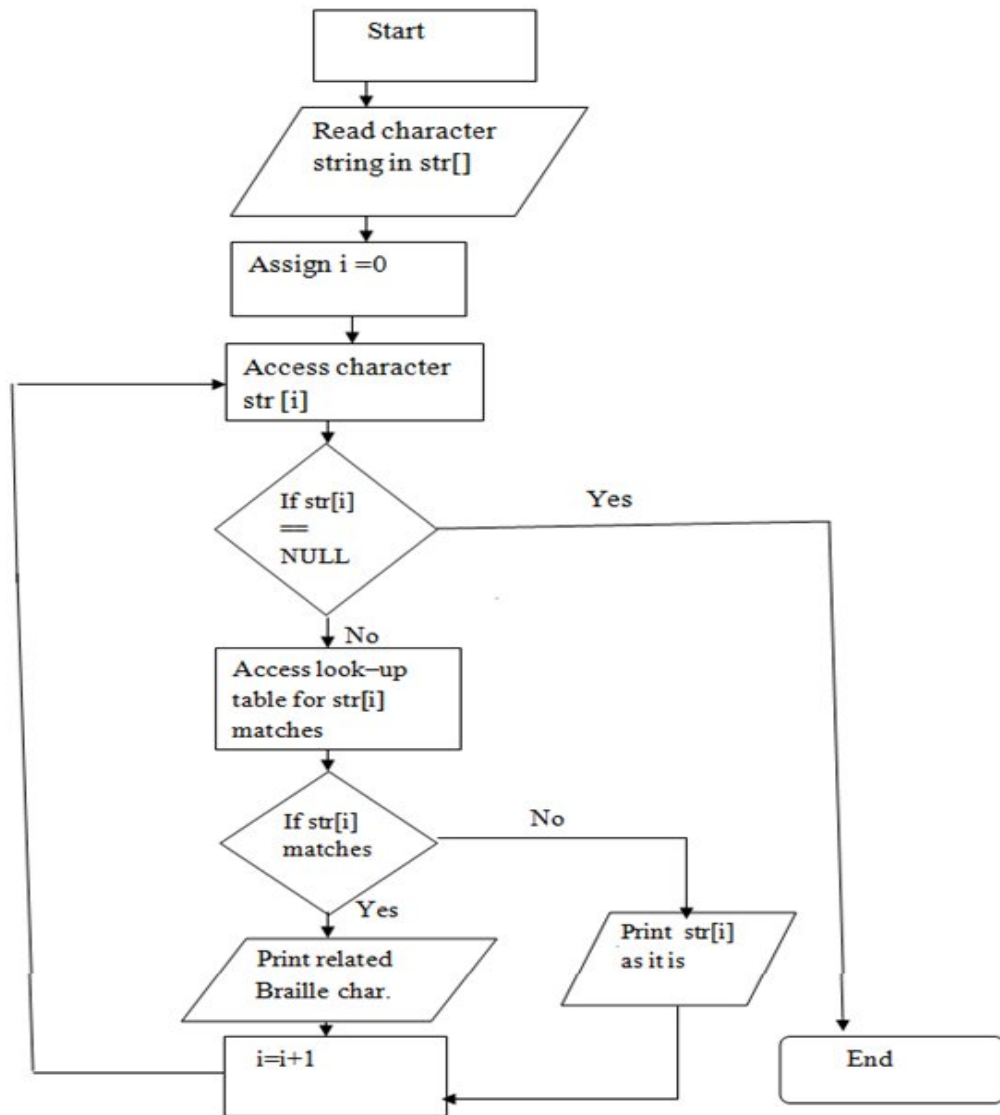 Start
Read character
string in str[]
Assign i =0
Access character
str [i]
If str[i]
==
NULL
Yes
No
Access look–up
table for str[i]
matches
If str[i]
matches
No
Yes
Print related
Braille char.
Print str[i]
as it is
i=i+1
End